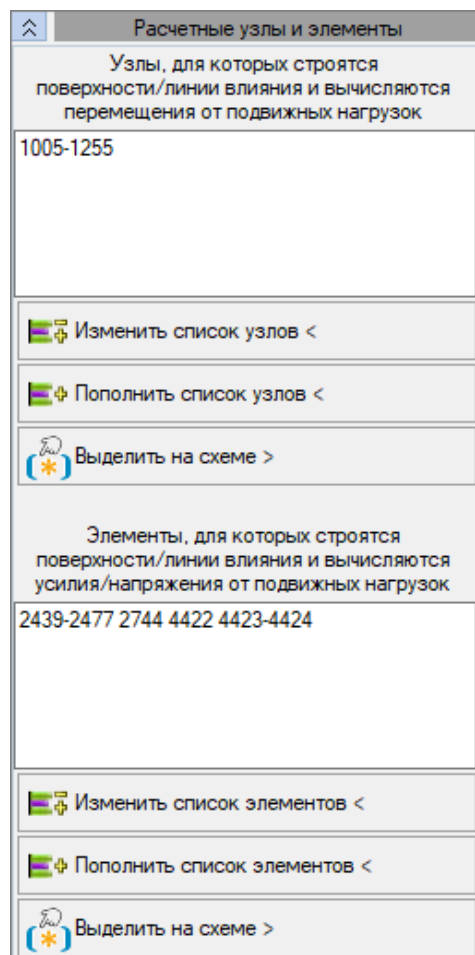 Расчетные узлы и элементы
Узлы, для которых строятся
поверхности/линии влияния и вычисляются
перемещения от подвижных нагрузок
1005-1255
Изменить список узлов <
Пополнить список узлов <
Выделить на схеме >
Элементы, для которых строятся
поверхности/линии влияния и вычисляются
усилия/напряжения от подвижных нагрузок
2439-2477 2744 4422 4423-4424
Изменить список элементов <
Пополнить список элементов <
Выделить на схеме >